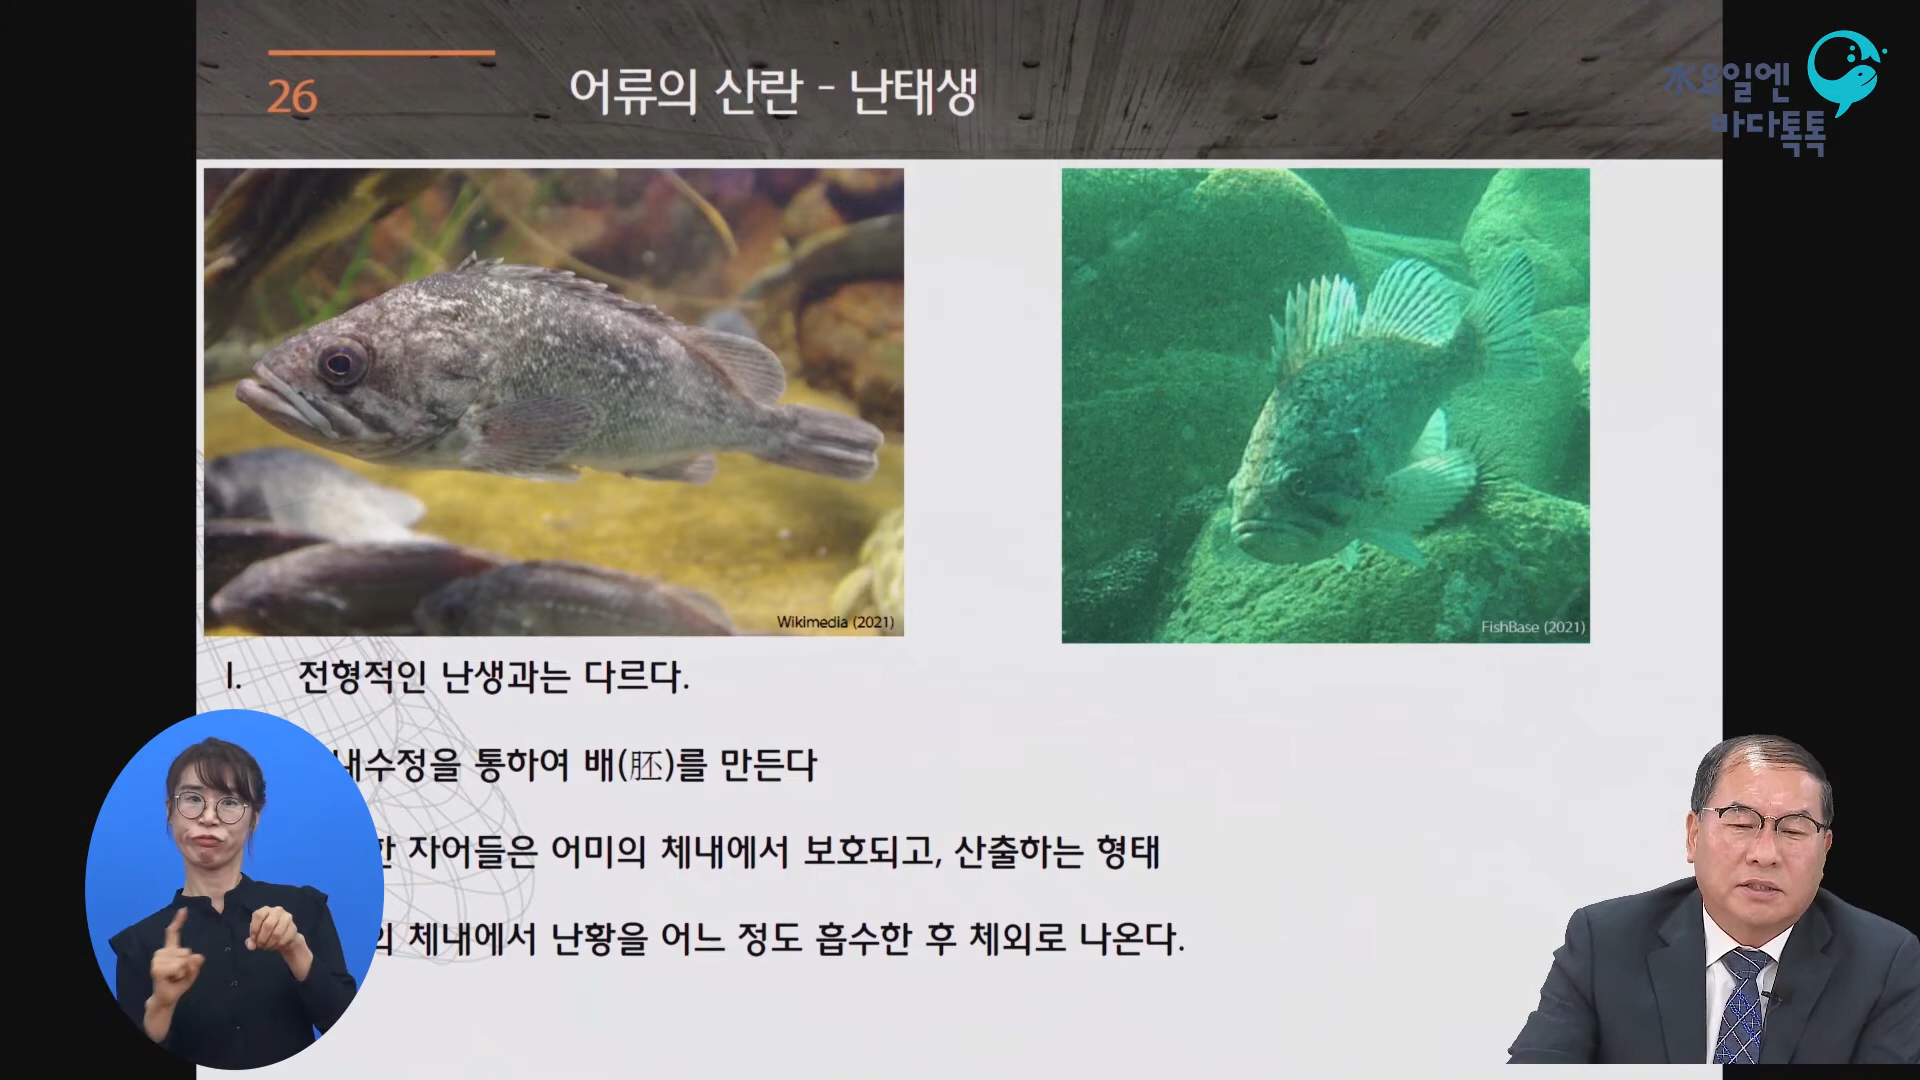 26
어류의 산란 - 난태생
水요일엔
바다톡톡
Wikimedia (2021)
FishBase (2021)
I. 전형적인 난생과는 다르다.
내수정을 통하여 배(胚)를 만든다
한 자어들은 어미의 체내에서 보호되고, 산출하는 형태
체내에서 난황을 어느 정도 흡수한 후 체외로 나온다.